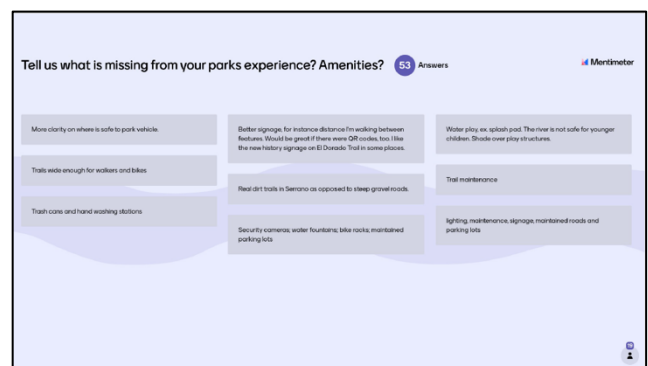 Tell us what is missing from your parks experience? Amenities? 53 Answers
Mentimeter
More clarity on where is safe to park vehicle.
Trails wide enough for walkers and bikes
Trash cans and hand washing stations
Better signage, for instance distance I'm walking between
features. Would be great if there were QR codes, too. I like
the new history signage on El Dorado Trail in some places.
Real dirt trails in Serrano as opposed to steep gravel roads.
Security cameras; water fountains; bike racks; maintained
parking lots
Water play, ex. splash pad. The river is not safe for younger
children. Shade over play structures.
Trail maintenance
lighting, maintenance, signage, maintained roads and
parking lots